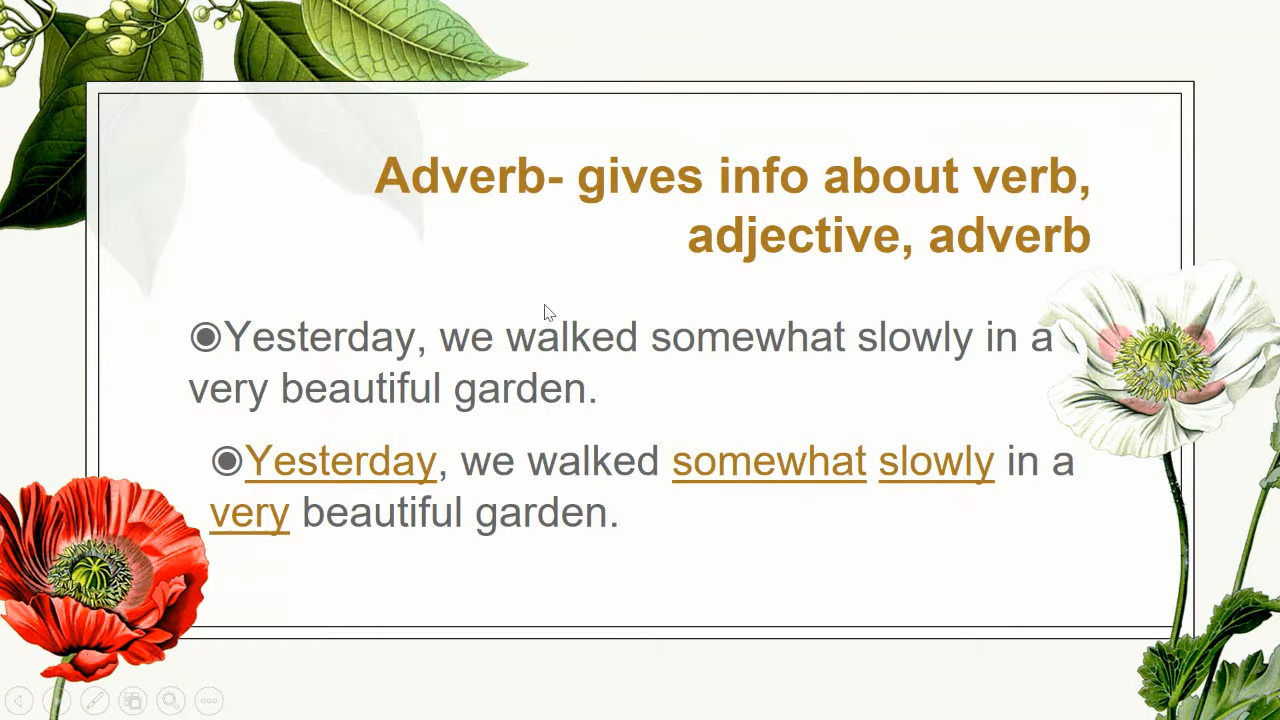 Adverb- gives info about verb,
adjective, adverb
◉Yesterday, we walked somewhat slowly in a
very beautiful garden.
◉Yesterday, we walked somewhat slowly in a
very beautiful garden.